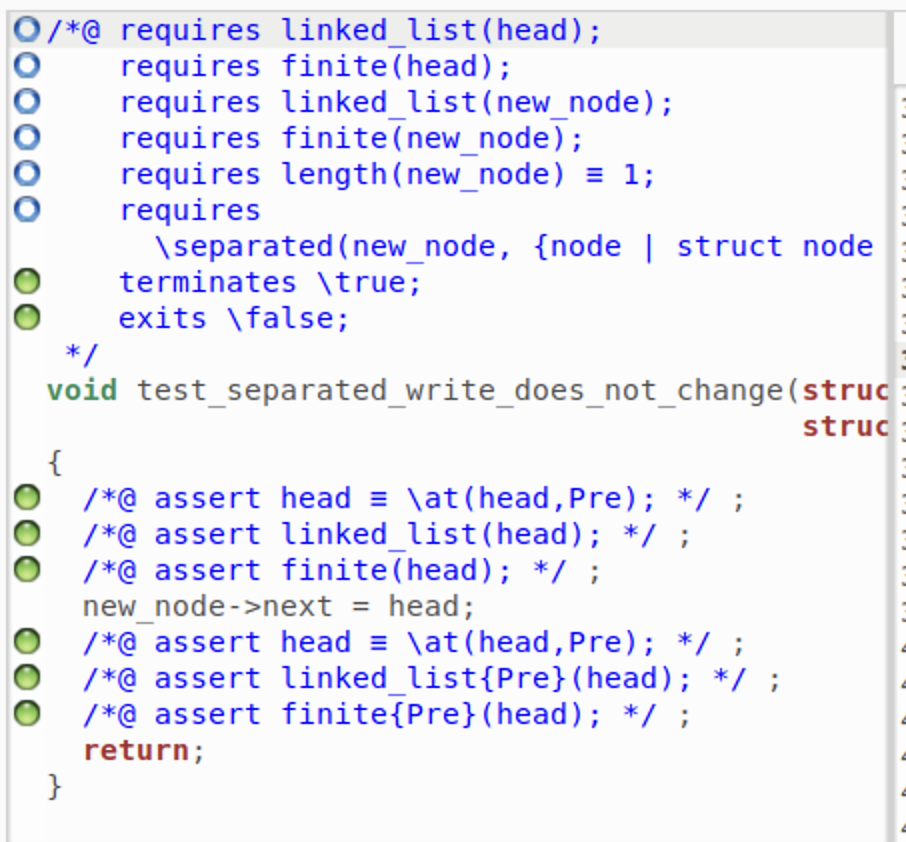 /*@ requires linked_list(head);
requires finite(head);
requires linked_list(new_node);
requires finite(new_node);
requires length(new_node) ≡ 1;
requires
\separated(new_node, {node | struct node
terminates \true;
exits \false;
*/
void test_separated_write_does_not_change(struc
struc
{
/*@ assert head ≡ \at(head,Pre); */ ;
/*@ assert linked_list(head); */ ;
/*@ assert finite(head); */ ;
new_node->next = head;
/*@ assert head ≡ \at(head,Pre); */ ;
/*@ assert linked_list{Pre}(head); */ ;
/*@ assert finite{Pre}(head); */ ;
return;
}